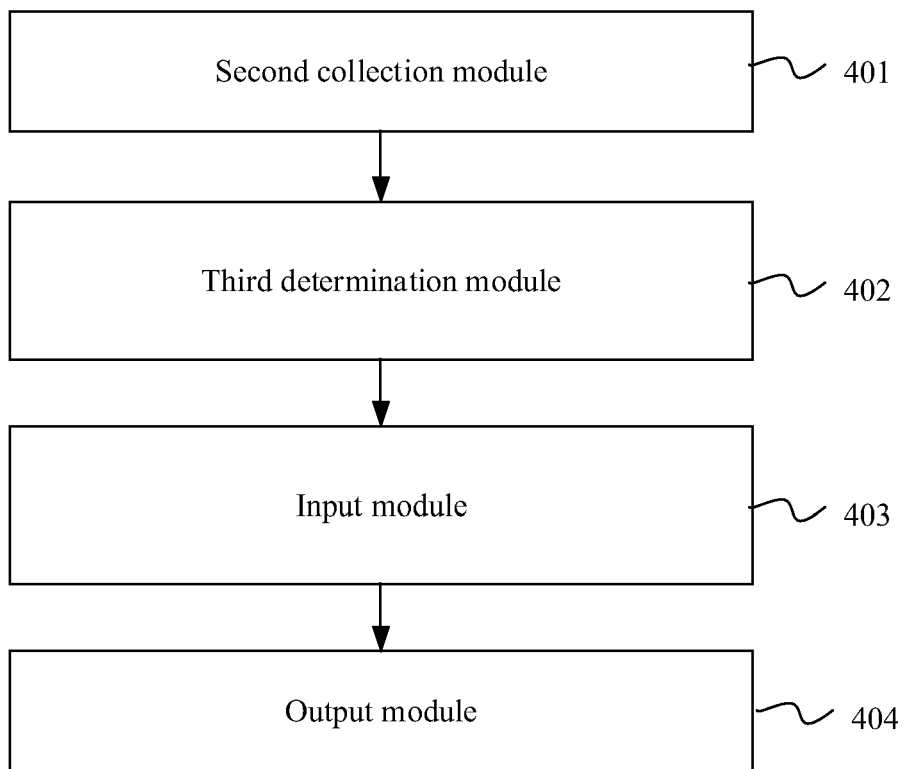 Second collection module
401
Third determination module
402
Input module
403
Output module
404